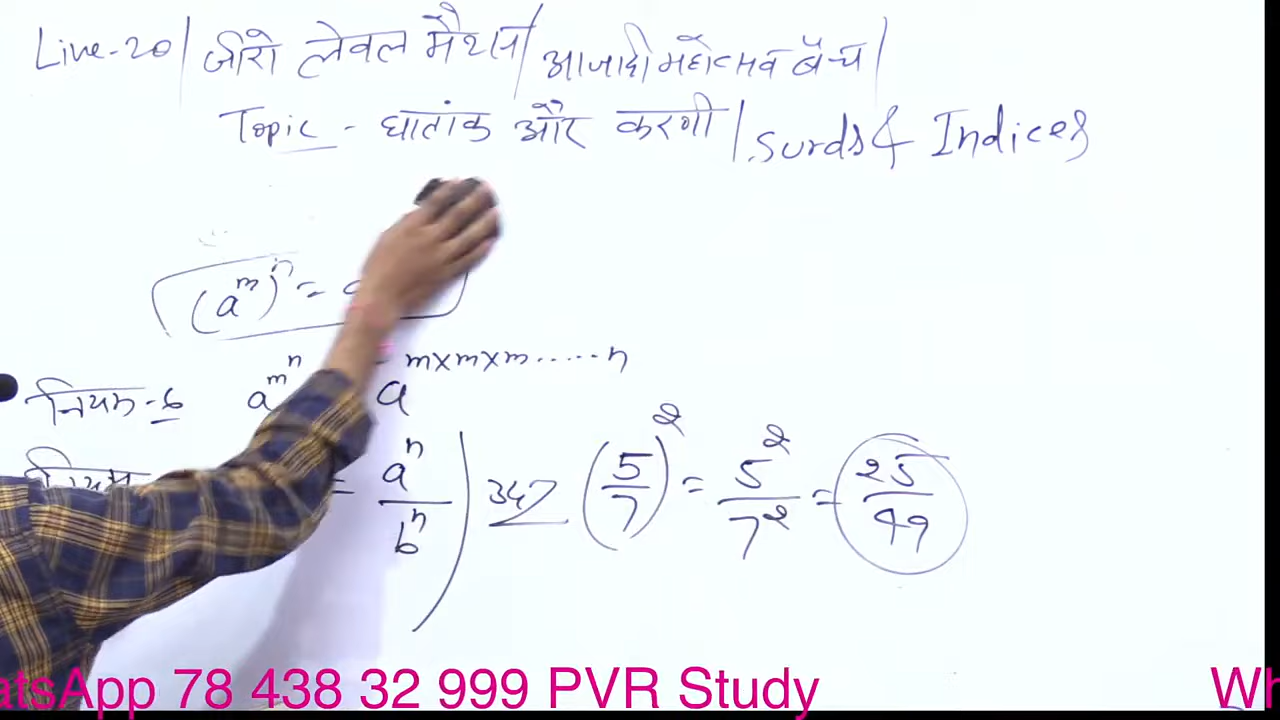 Live-20 | जीरो लेवल मैथ्स / आजादी महोत्सव बैच |
Topic - घातांक और करणी | Surds & Indices
(a^m)^n =
नियम-6 a^m^n a^m×m×m.....n
= a^n/b^n (5/7)^2 = 5^2/7^2 = 25/49
atsApp 78 438 32 999 PVR Study Wh